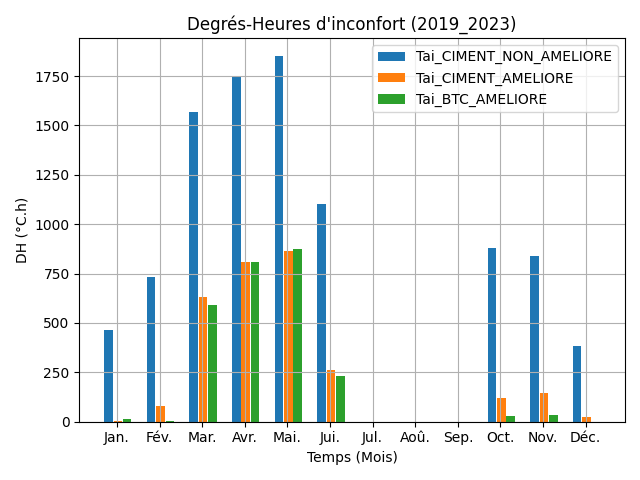 Degrés-Heures d'inconfort (2019_2023)
Tai_CIMENT_NON_AMELIORE
Tai_CIMENT_AMELIORE
Tai_BTC_AMELIORE
DH (°C.h)
1750
1500
1250
1000
750
500
250
0
Jan. Fév. Mar. Avr. Mai. Jui. Jul. Aoû. Sep. Oct. Nov. Déc.
Temps (Mois)